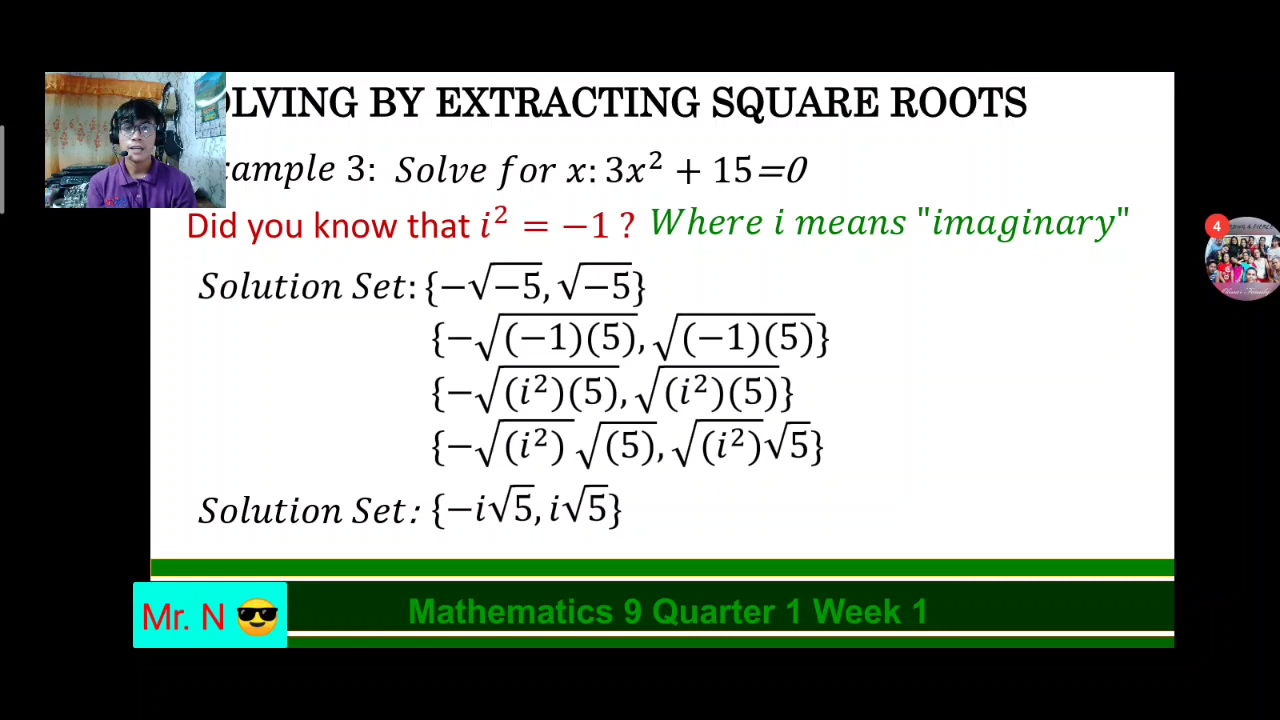 OLVING BY EXTRACTING SQUARE ROOTS
ample 3: Solve for x: 3x² + 15=0
Did you know that i² = −1 ? Where i means "imaginary"
Solution Set: {−√−5, √−5}
{−√(−1)(5), √(−1)(5)}
{−√(i²)(5), √(i²)(5)}
{−√(i²) √(5), √(i²)√5}
Solution Set: {−i√5, i√5}
4
Mr. N 😎
Mathematics 9 Quarter 1 Week 1